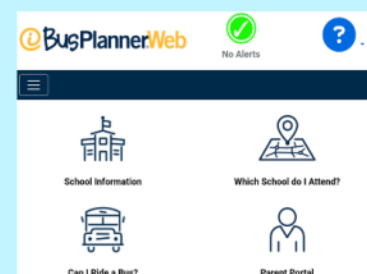 BusPlannerWeb
No Alerts
?
School Information
Which School do I Attend?
Can I Ride a Bus?
Parent Portal